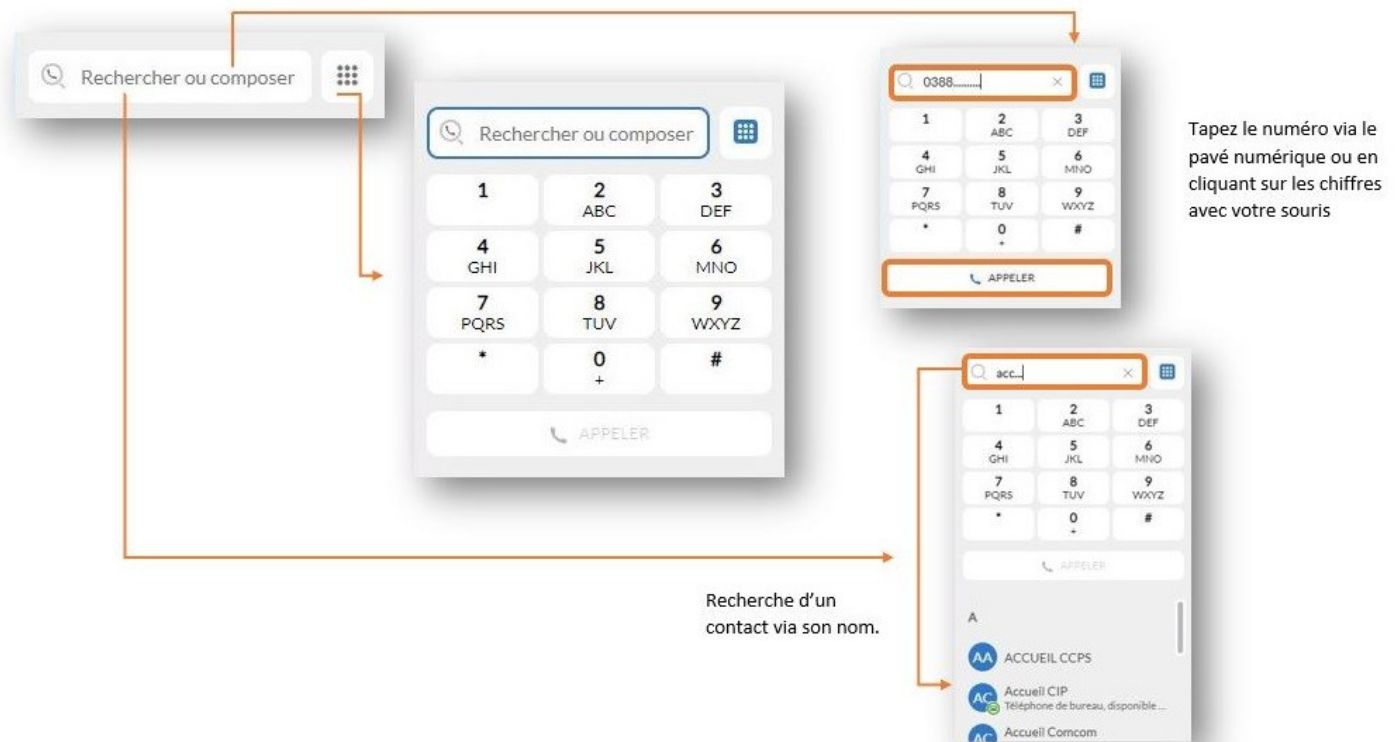 Rechercher ou composer
Rechercher ou composer
1 2 3
ABC DEF
4 5 6
GHI JKL MNO
7 8 9
PQRS TUV WXYZ
* 0 #
+
APPELER
0388.........
1 2 3
ABC DEF
4 5 6
GHI JKL MNO
7 8 9
PQRS TUV WXYZ
* 0 #
+
APPELER
Tapez le numéro via le
pavé numérique ou en
cliquant sur les chiffres
avec votre souris
acc...
1 2 3
ABC DEF
4 5 6
GHI JKL MNO
7 8 9
PQRS TUV WXYZ
* 0 #
+
APPELER
Recherche d’un
contact via son nom.
A
AA ACCUEIL CCPS
AC Accueil CIP
Téléphone de bureau, disponible ...
AC Accueil Comcom